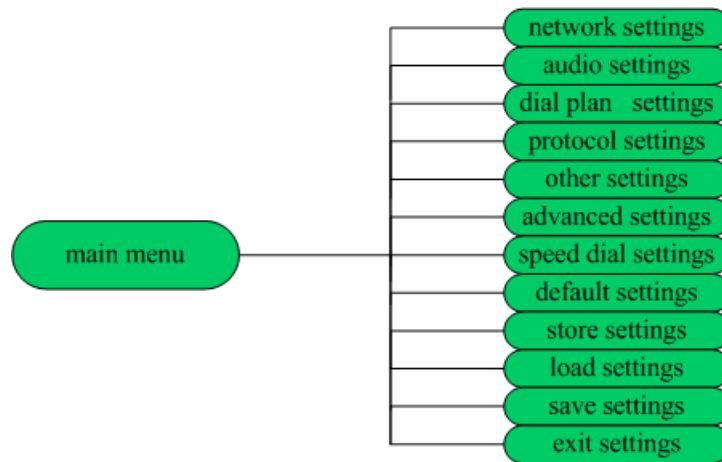 network settings
audio settings
dial plan settings
protocol settings
other settings
advanced settings
main menu
speed dial settings
default settings
store settings
load settings
save settings
exit settings